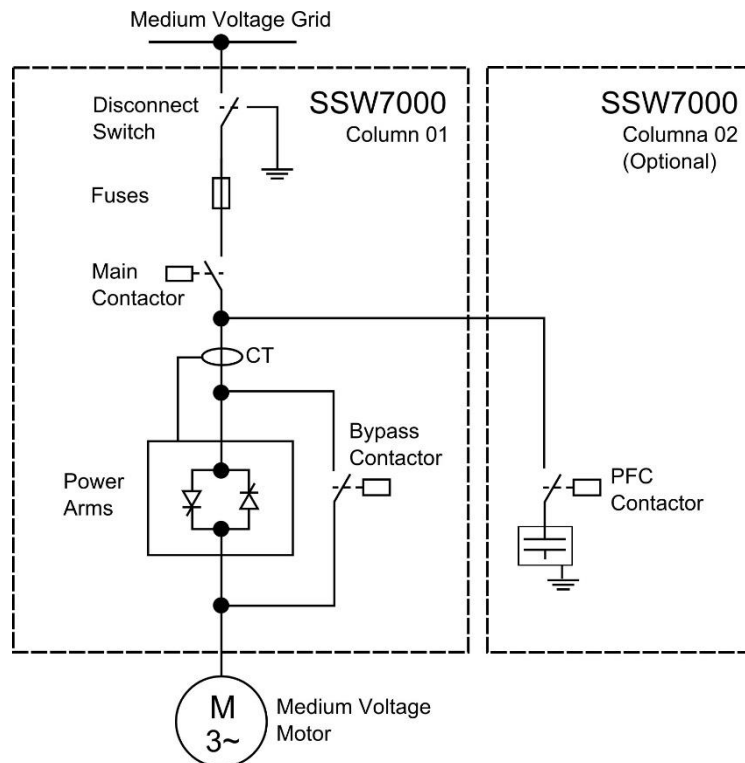 Medium Voltage Grid
SSW7000
Column 01
SSW7000
Columna 02
(Optional)
Disconnect
Switch
Fuses
Main
Contactor
CT
Bypass
Contactor
Power
Arms
PFC
Contactor
M
3~
Medium Voltage
Motor